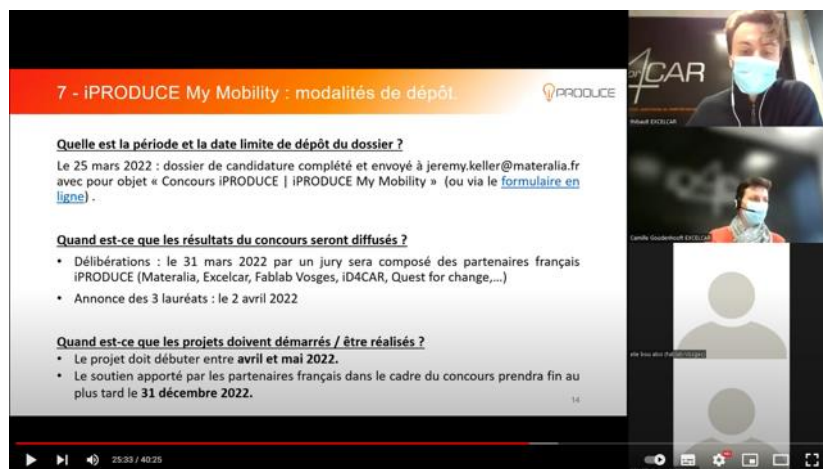 7 - iPRODUCE My Mobility : modalités de dépôt.
PRODUCE
Quelle est la période et la date limite de dépôt du dossier ?
Le 25 mars 2022 : dossier de candidature complété et envoyé à jeremy.keller@materalia.fr
avec pour objet « Concours iPRODUCE | iPRODUCE My Mobility » (ou via le formulaire en
ligne) .
Quand est-ce que les résultats du concours seront diffusés ?
• Délibérations : le 31 mars 2022 par un jury sera composé des partenaires français
iPRODUCE (Materalia, Excelcar, Fablab Vosges, iD4CAR, Quest for change,…)
• Annonce des 3 lauréats : le 2 avril 2022
Quand est-ce que les projets doivent démarrés / être réalisés ?
• Le projet doit débuter entre avril et mai 2022.
• Le soutien apporté par les partenaires français dans le cadre du concours prendra fin au
plus tard le 31 décembre 2022.
14
4CAR
thibault EXCELCAR
Camille Goudenhooft EXCELCAR
25:33 / 40:25